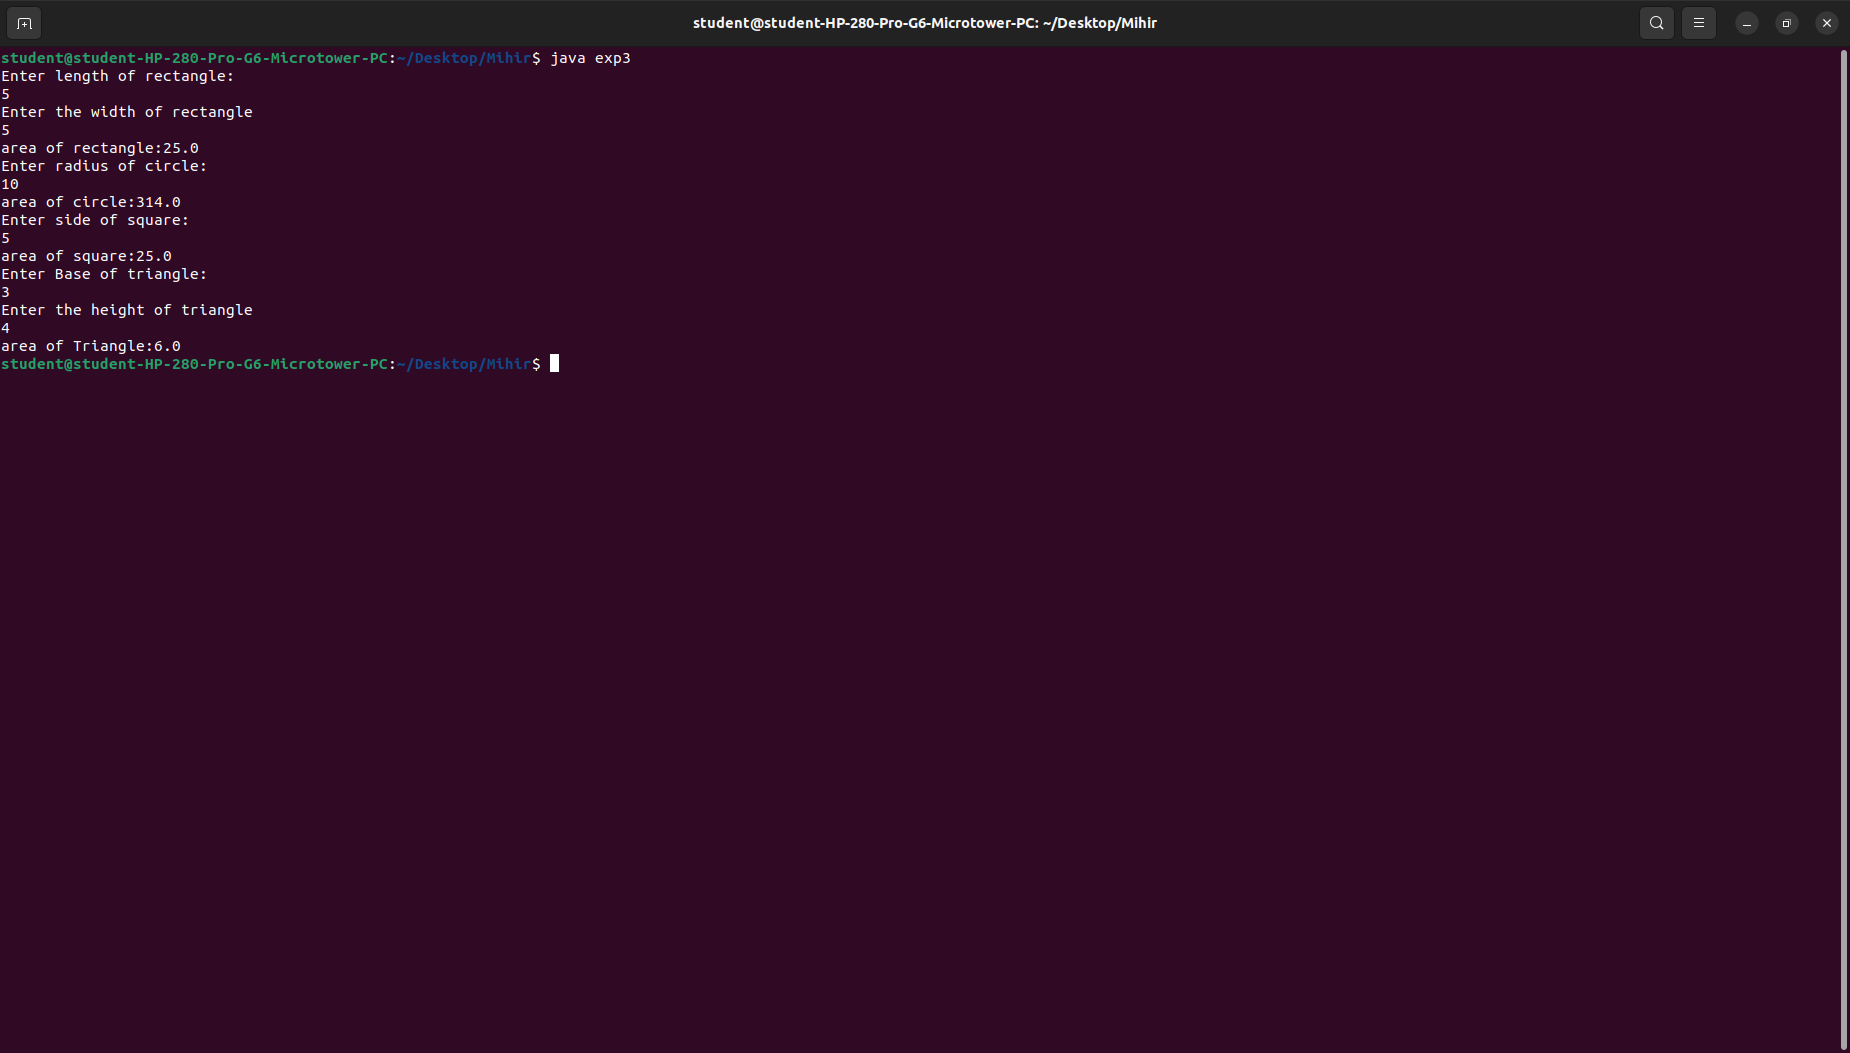 student@student-HP-280-Pro-G6-Microtower-PC: ~/Desktop/Mihir
student@student-HP-280-Pro-G6-Microtower-PC:~/Desktop/Mihir$ java exp3
Enter length of rectangle:
5
Enter the width of rectangle
5
area of rectangle:25.0
Enter radius of circle:
10
area of circle:314.0
Enter side of square:
5
area of square:25.0
Enter Base of triangle:
3
Enter the height of triangle
4
area of Triangle:6.0
student@student-HP-280-Pro-G6-Microtower-PC:~/Desktop/Mihir$